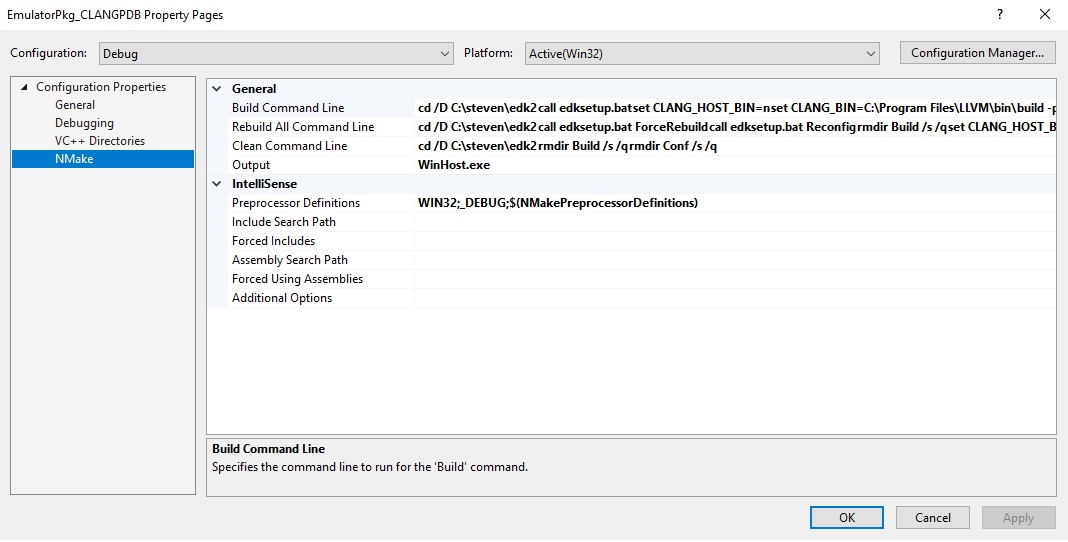 EmulatorPkg_CLANGPDB Property Pages
?
Configuration: Debug Platform: Active(Win32) Configuration Manager...
Configuration Properties
General
Debugging
VC++ Directories
NMake
General
Build Command Line cd /D C:\steven\edk2call edksetup.batset CLANG_HOST_BIN=nset CLANG_BIN=C:\Program Files\LLVM\bin\build -p
Rebuild All Command Line cd /D C:\steven\edk2call edksetup.bat ForceRebuildcall edksetup.bat Reconfigrmdir Build /s /qset CLANG_HOST_B
Clean Command Line cd /D C:\steven\edk2rmdir Build /s /qrmdir Conf /s /q
Output WinHost.exe
IntelliSense
Preprocessor Definitions WIN32;_DEBUG;$(NMakePreprocessorDefinitions)
Include Search Path
Forced Includes
Assembly Search Path
Forced Using Assemblies
Additional Options
Build Command Line
Specifies the command line to run for the 'Build' command.
OK Cancel Apply